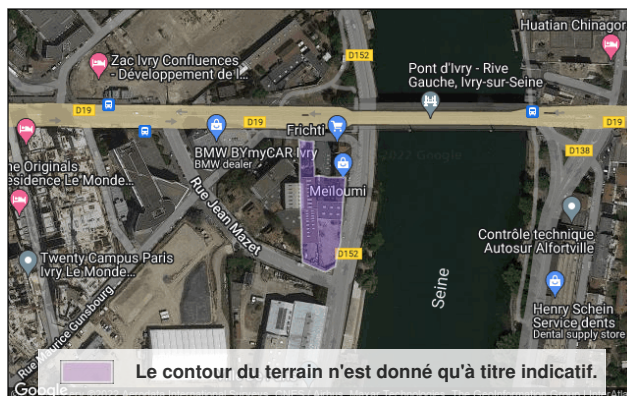 Huatian Chinagor
Zac Ivry Confluences
- Développement de l...
D152
Pont d'Ivry - Rive
Gauche, Ivry-sur-Seine
D19
D19
Frichti
D19
BMW BYmyCAR Ivry
BMW dealer
D138
he Originals
Résidence Le Monde...
Rue Jean Mazet
Meïloumi
Contrôle technique
Autosur Alfortville
Twenty Campus Paris
Ivry Le Monde...
D152
Seine
Rue Maurice Gunsbourg
Henry Schein
Service dents
Dental supply store
Le contour du terrain n'est donné qu'à titre indicatif.
Google